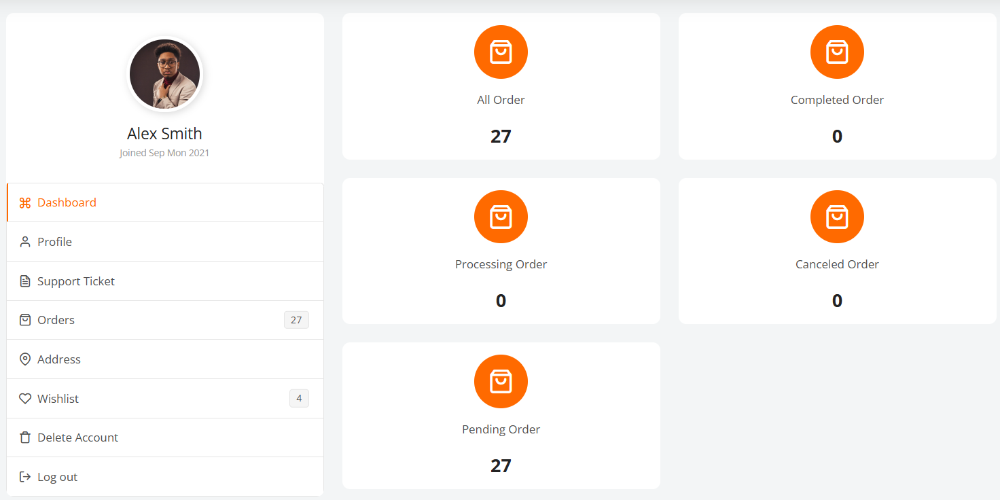 Alex Smith
Joined Sep Mon 2021
Dashboard
Profile
Support Ticket
Orders 27
Address
Wishlist 4
Delete Account
Log out
All Order
27
Completed Order
0
Processing Order
0
Canceled Order
0
Pending Order
27